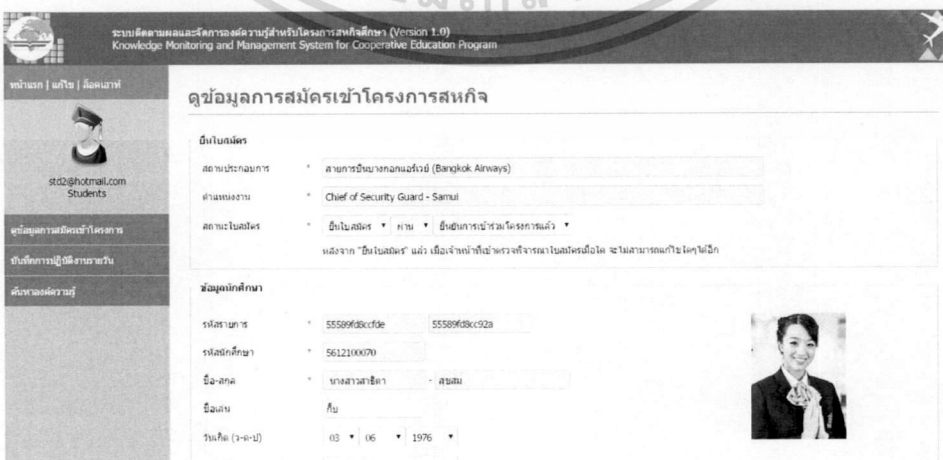 ระบบติดตามผลและจัดการองค์ความรู้สำหรับโครงการสหกิจศึกษา (Version 1.0)
Knowledge Monitoring and Management System for Cooperative Education Program
หน้าแรก | แก้ไข | ล็อคเอาท์
std2@hotmail.com
Students
ดูข้อมูลการสมัครเข้าโครงการ
บันทึกการปฏิบัติงานรายวัน
ค้นหาองค์ความรู้
ดูข้อมูลการสมัครเข้าโครงการสหกิจ
ยื่นใบสมัคร
สถานประกอบการ * สายการบินบางกอกแอร์เวย์ (Bangkok Airways)
ตำแหน่งงาน * Chief of Security Guard - Samui
สถานะใบสมัคร * ยื่นใบสมัคร ผ่าน ยืนยันการเข้าร่วมโครงการแล้ว
หลังจาก "ยื่นใบสมัคร" แล้ว เมื่อเจ้าหน้าที่เข้าตรวจพิจารณาใบสมัครเมื่อใด จะไม่สามารถแก้ไขใดๆได้อีก
ข้อมูลนักศึกษา
รหัสรายการ * 55589fd8ccfde 55589fd8cc92a
รหัสนักศึกษา * 5612100070
ชื่อ-สกุล * นางสาวสาธิตา - สุขสม
ชื่อเล่น กิ๊บ
วันเกิด (ว-ด-ป) 03 06 1976